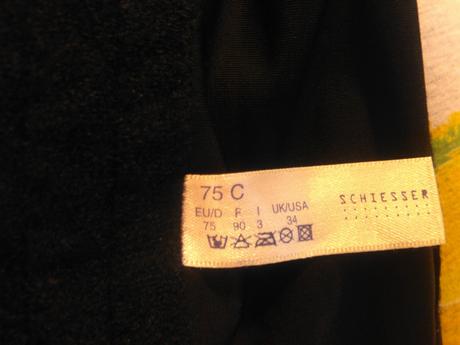 75 C
SCHIESSER
EU/D F I UK/USA
75 90 3 34